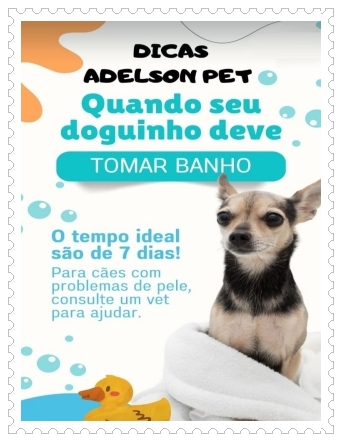 DICAS
ADELSON PET
Quando seu
doguinho deve
TOMAR BANHO
O tempo ideal
são de 7 dias!
Para cães com
problemas de pele,
consulte um vet
para ajudar.